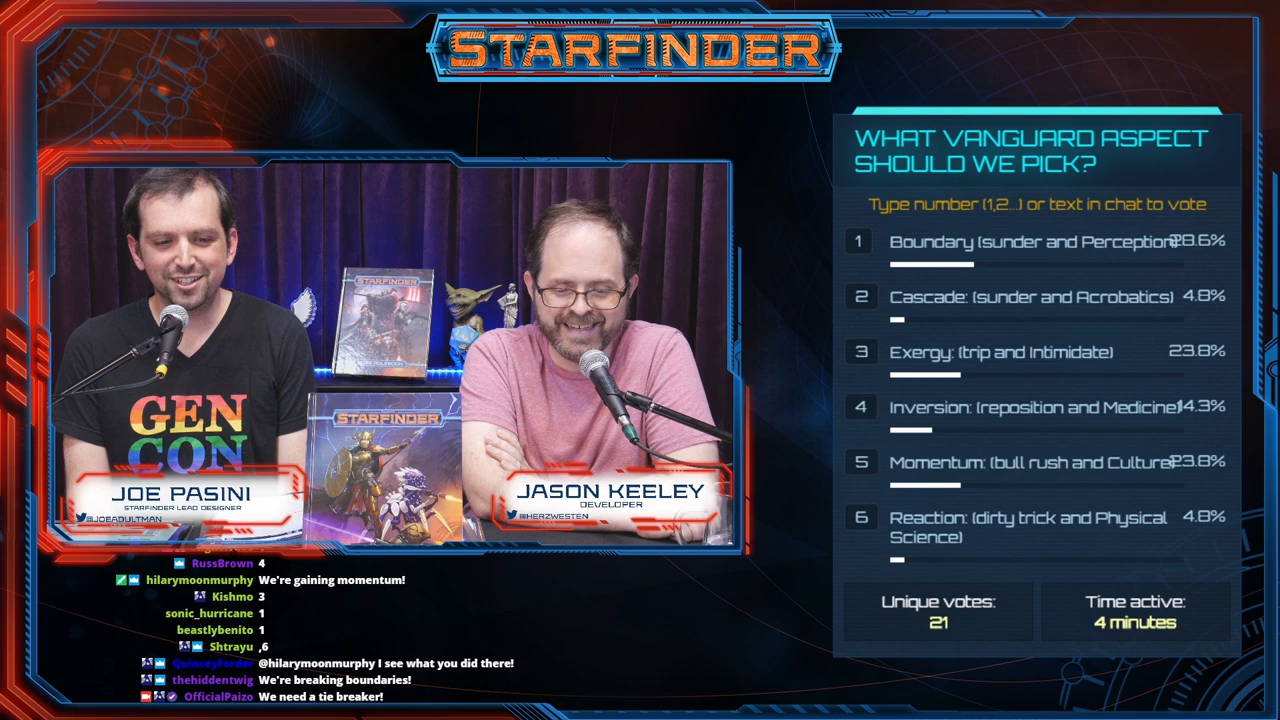 STARFINDER
WHAT VANGUARD ASPECT
SHOULD WE PICK?
Type number (1,2...) or text in chat to vote
1 Boundary (sunder and Perception) 28.6%
2 Cascade: (sunder and Acrobatics) 4.8%
3 Exergy: (trip and Intimidate) 23.8%
4 Inversion: (reposition and Medicine) 14.3%
5 Momentum: (bull rush and Culture) 23.8%
6 Reaction: (dirty trick and Physical 4.8%
Science)
Unique votes:
21
Time active:
4 minutes
STARFINDER
STARFINDER
GEN
CON
JOE PASINI
STARFINDER LEAD DESIGNER
@JOEADULTMAN
JASON KEELEY
DEVELOPER
@HERZWESTEN
RussBrown 4
hilarymoonmurphy We're gaining momentum!
Kishmo 3
sonic_hurricane 1
beastlybenito 1
Shtrayu ,6
QuinceyForder @hilarymoonmurphy I see what you did there!
thehiddentwig We're breaking boundaries!
OfficialPaizo We need a tie breaker!